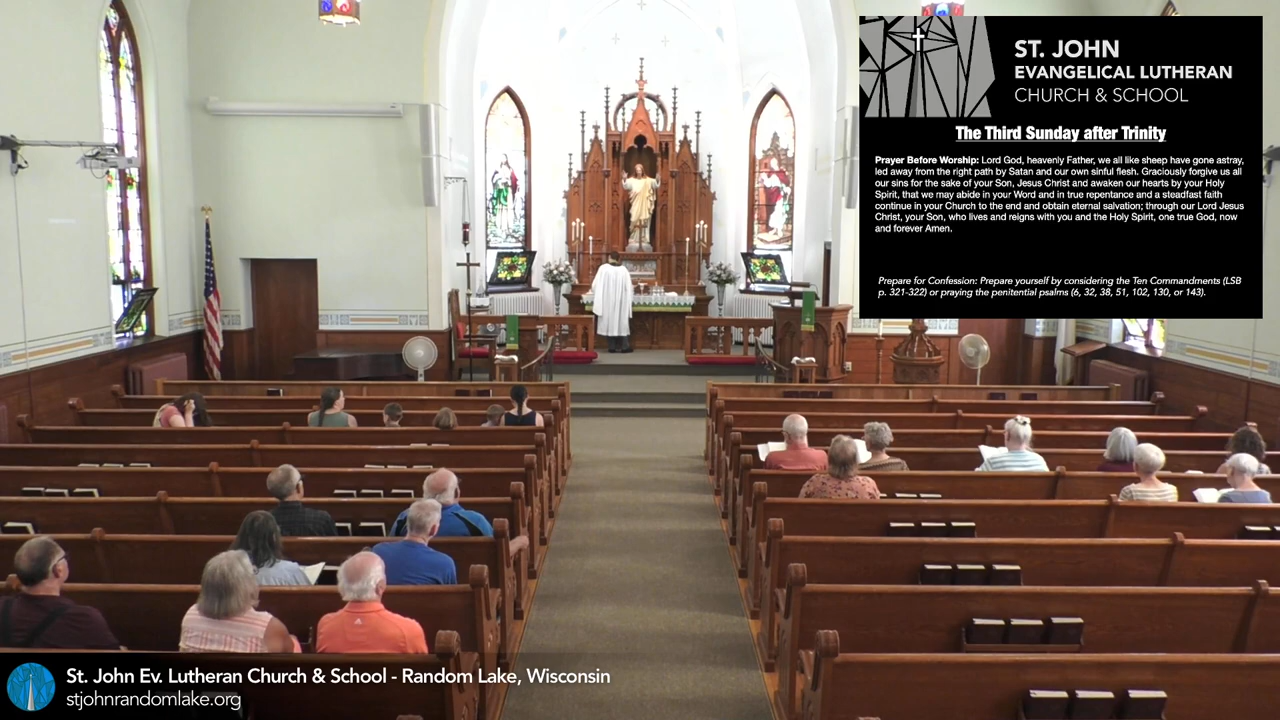 ST. JOHN
EVANGELICAL LUTHERAN
CHURCH & SCHOOL
The Third Sunday after Trinity
Prayer Before Worship: Lord God, heavenly Father, we all like sheep have gone astray,
led away from the right path by Satan and our own sinful flesh. Graciously forgive us all
our sins for the sake of your Son, Jesus Christ and awaken our hearts by your Holy
Spirit, that we may abide in your Word and in true repentance and a steadfast faith
continue in your Church to the end and obtain eternal salvation; through our Lord Jesus
Christ, your Son, who lives and reigns with you and the Holy Spirit, one true God, now
and forever Amen.
Prepare for Confession: Prepare yourself by considering the Ten Commandments (LSB
p. 321-322) or praying the penitential psalms (6, 32, 38, 51, 102, 130, or 143).
St. John Ev. Lutheran Church & School - Random Lake, Wisconsin
stjohnrandomlake.org